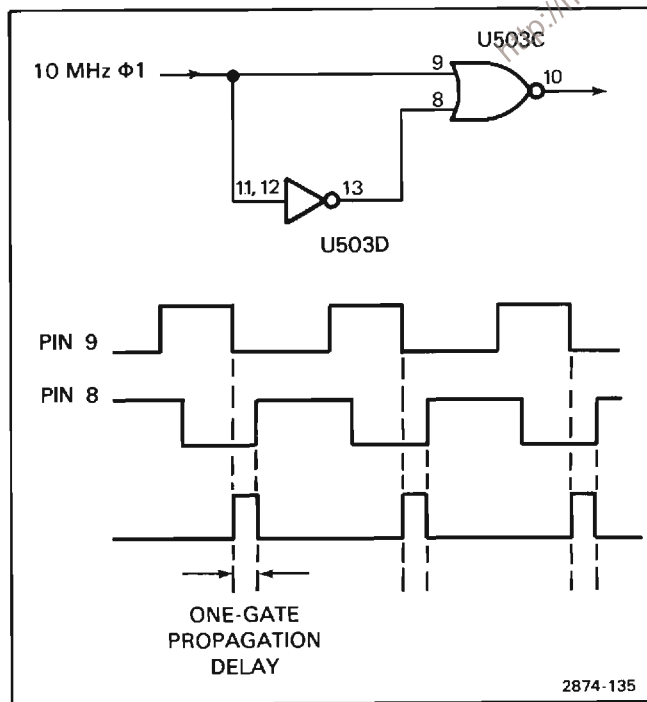 http://
U503C
10 MHz Φ1
9
10
8
11, 12
13
U503D
PIN 9
PIN 8
ONE-GATE
PROPAGATION
DELAY
2874-135